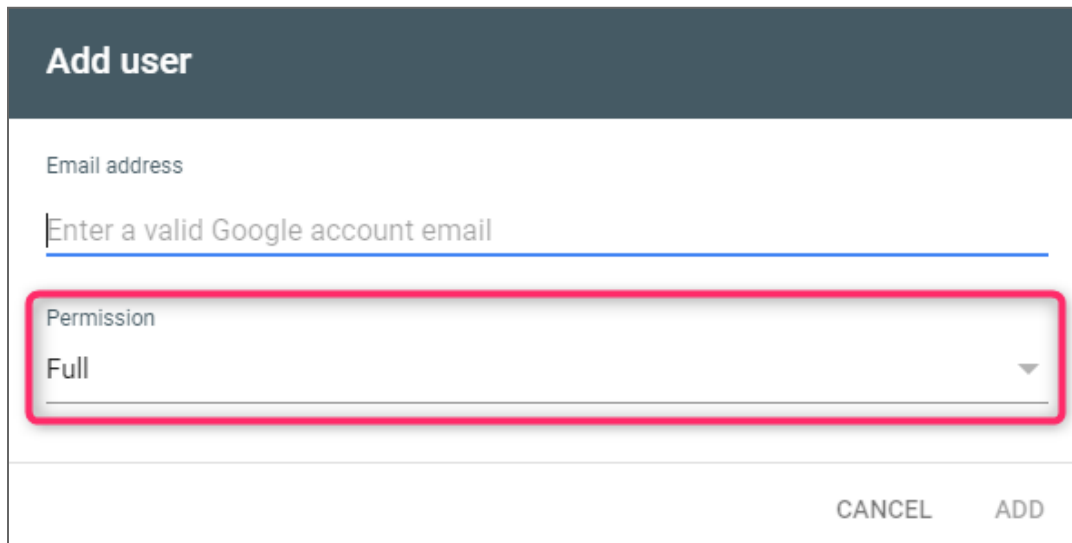 Add user
Email address
Enter a valid Google account email
Permission
Full
CANCEL ADD